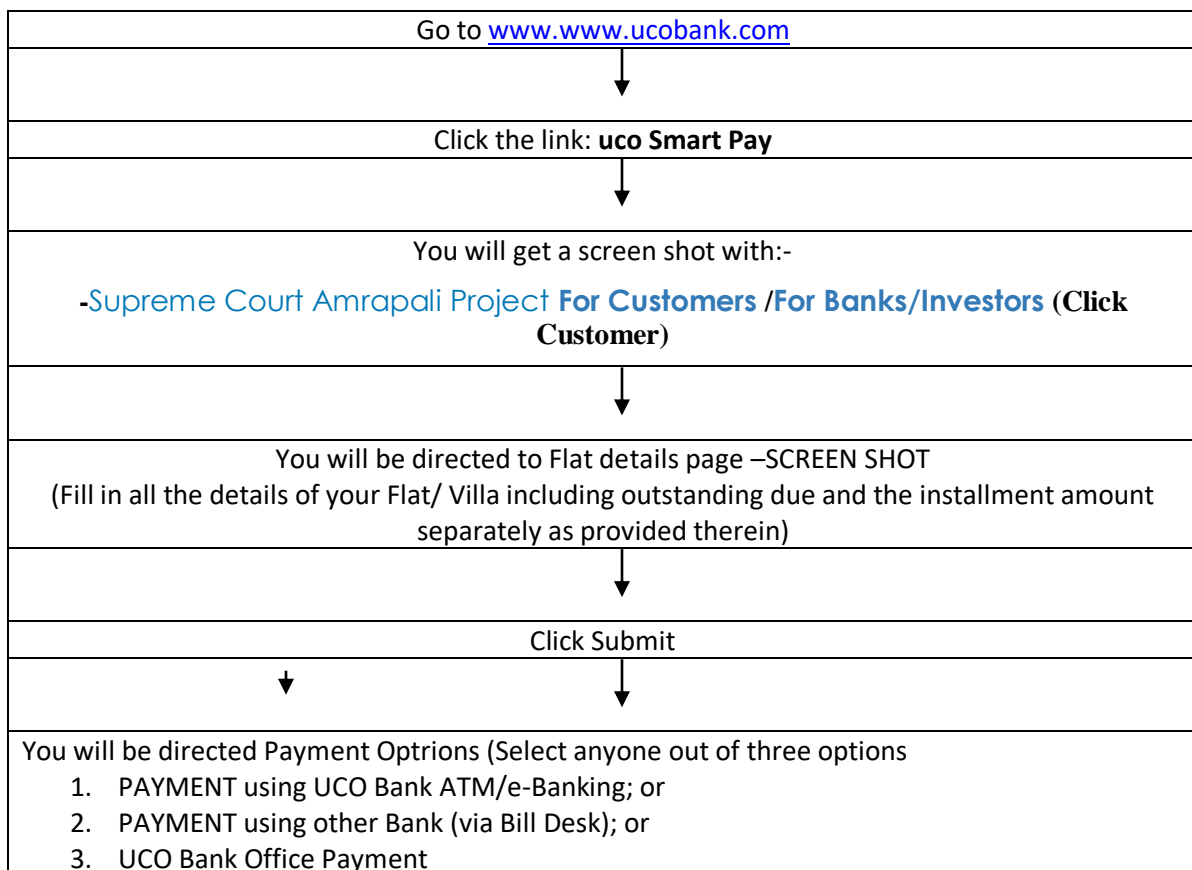 Go to www.www.ucobank.com
Click the link: uco Smart Pay
You will get a screen shot with:-
-Supreme Court Amrapali Project For Customers /For Banks/Investors (Click
Customer)
You will be directed to Flat details page –SCREEN SHOT
(Fill in all the details of your Flat/ Villa including outstanding due and the installment amount
separately as provided therein)
Click Submit
You will be directed Payment Optrions (Select anyone out of three options
1. PAYMENT using UCO Bank ATM/e-Banking; or
2. PAYMENT using other Bank (via Bill Desk); or
3. UCO Bank Office Payment